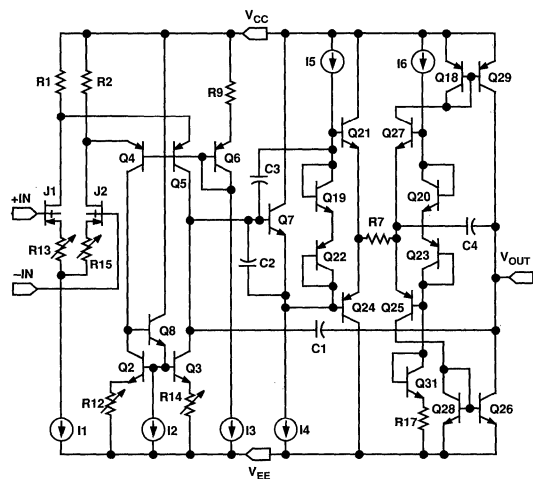 VCC
R1
R2
R9
I5
I6
Q18
Q29
Q4
Q5
Q6
C3
Q21
Q27
J1
J2
+IN
Q7
Q19
Q20
R13
R15
-IN
C2
Q22
R7
C4
Q23
VOUT
Q8
Q24
Q25
C1
Q2
Q3
R12
R14
Q31
R17
Q28
Q26
I1
I2
I3
I4
VEE